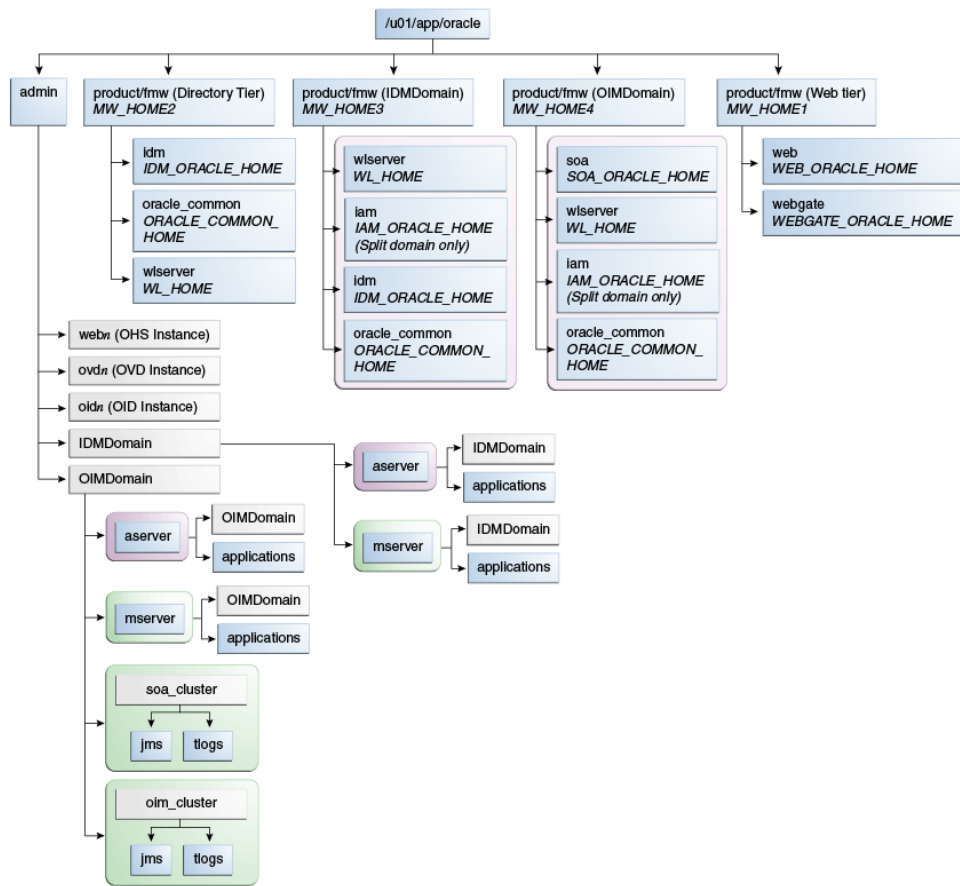 /u01/app/oracle
admin
product/fmw (Directory Tier)
MW_HOME2
product/fmw (IDMDomain)
MW_HOME3
product/fmw (OIMDomain)
MW_HOME4
product/fmw (Web tier)
MW_HOME1
idm
IDM_ORACLE_HOME
oracle_common
ORACLE_COMMON_
HOME
wlserver
WL_HOME
wlserver
WL_HOME
iam
IAM_ORACLE_HOME
(Split domain only)
idm
IDM_ORACLE_HOME
oracle_common
ORACLE_COMMON_
HOME
soa
SOA_ORACLE_HOME
wlserver
WL_HOME
iam
IAM_ORACLE_HOME
(Split domain only)
oracle_common
ORACLE_COMMON_
HOME
web
WEB_ORACLE_HOME
webgate
WEBGATE_ORACLE_HOME
webn (OHS Instance)
ovdn (OVD Instance)
oidn (OID Instance)
IDMDomain
OIMDomain
aserver
IDMDomain
applications
mserver
IDMDomain
applications
aserver
OIMDomain
applications
mserver
OIMDomain
applications
soa_cluster
jms
tlogs
oim_cluster
jms
tlogs